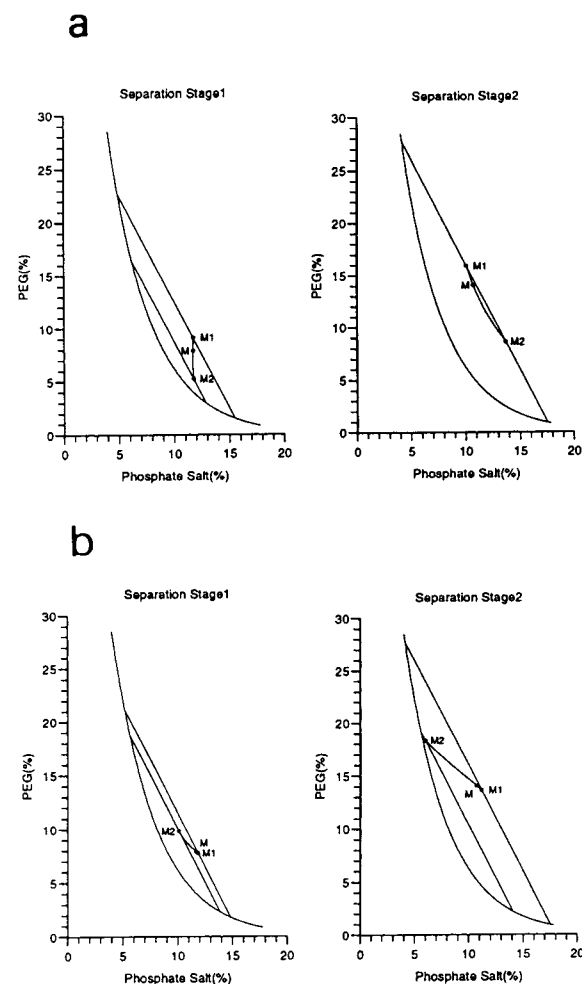 a
Separation Stage1
Separation Stage2
PEG(%)
30
25
20
15
10
5
0
M1
M
M2
0 5 10 15 20
Phosphate Salt(%)
PEG(%)
30
25
20
15
10
5
0
M1
M
M2
0 5 10 15 20
Phosphate Salt(%)
b
Separation Stage1
Separation Stage2
PEG(%)
30
25
20
15
10
5
0
M2
M
M1
0 5 10 15 20
Phosphate Salt(%)
PEG(%)
30
25
20
15
10
5
0
M2
M
M1
0 5 10 15 20
Phosphate Salt(%)